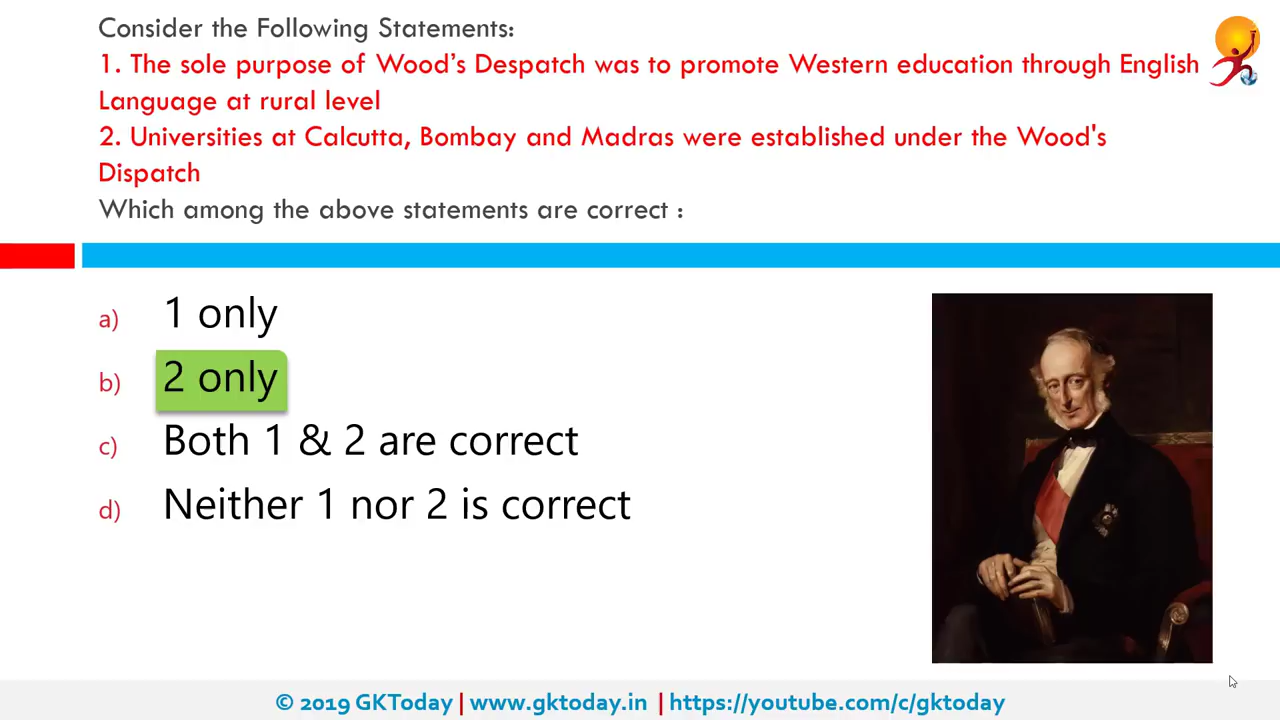 Consider the Following Statements:
1. The sole purpose of Wood's Despatch was to promote Western education through English
Language at rural level
2. Universities at Calcutta, Bombay and Madras were established under the Wood's
Dispatch
Which among the above statements are correct :
a) 1 only
b) 2 only
c) Both 1 & 2 are correct
d) Neither 1 nor 2 is correct
© 2019 GKToday | www.gktoday.in | https://youtube.com/c/gktoday